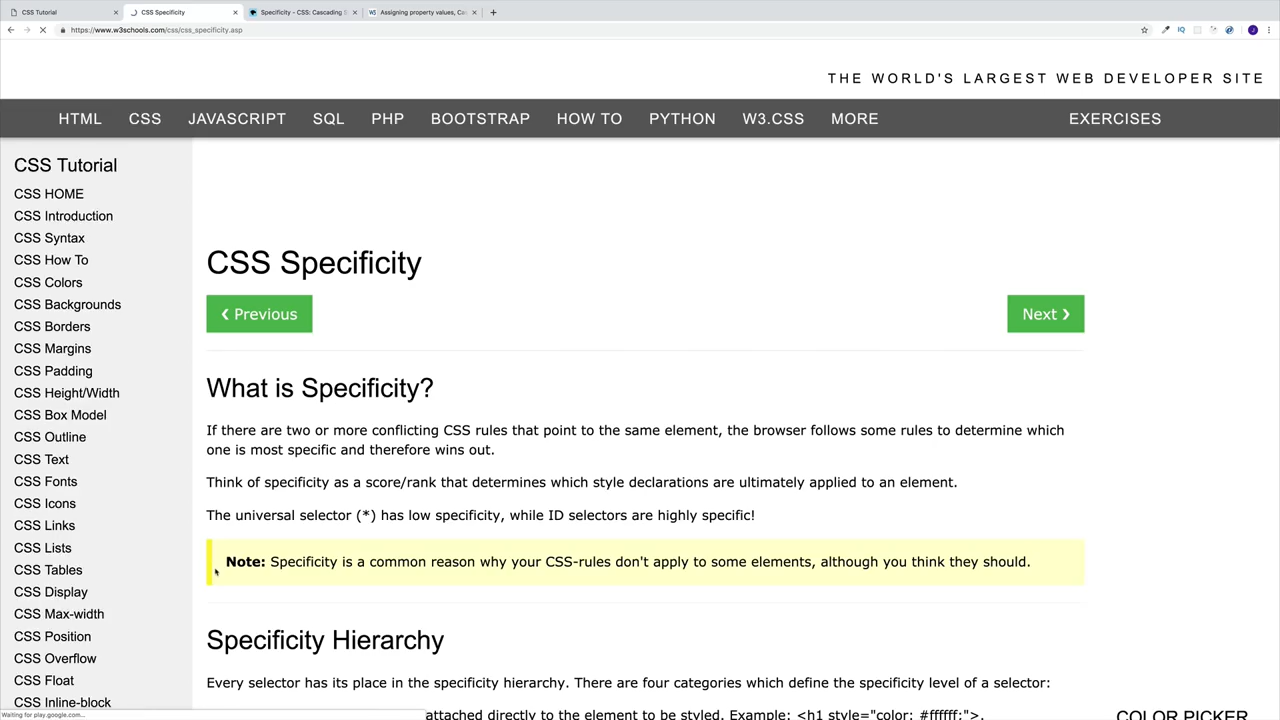 CSS Tutorial
CSS Specificity
Specificity - CSS: Cascading S
Assigning property values, Cas
https://www.w3schools.com/css/css_specificity.asp
THE WORLD'S LARGEST WEB DEVELOPER SITE
HTML CSS JAVASCRIPT SQL PHP BOOTSTRAP HOW TO PYTHON W3.CSS MORE EXERCISES
CSS Tutorial
CSS HOME
CSS Introduction
CSS Syntax
CSS How To
CSS Colors
CSS Backgrounds
CSS Borders
CSS Margins
CSS Padding
CSS Height/Width
CSS Box Model
CSS Outline
CSS Text
CSS Fonts
CSS Icons
CSS Links
CSS Lists
CSS Tables
CSS Display
CSS Max-width
CSS Position
CSS Overflow
CSS Float
CSS Inline-block
CSS Specificity
❮ Previous
Next ❯
What is Specificity?
If there are two or more conflicting CSS rules that point to the same element, the browser follows some rules to determine which
one is most specific and therefore wins out.
Think of specificity as a score/rank that determines which style declarations are ultimately applied to an element.
The universal selector (*) has low specificity, while ID selectors are highly specific!
Note: Specificity is a common reason why your CSS-rules don't apply to some elements, although you think they should.
Specificity Hierarchy
Every selector has its place in the specificity hierarchy. There are four categories which define the specificity level of a selector:
attached directly to the element to be styled. Example: <h1 style="color: #ffffff;">.
COLOR PICKER
Waiting for play.google.com...